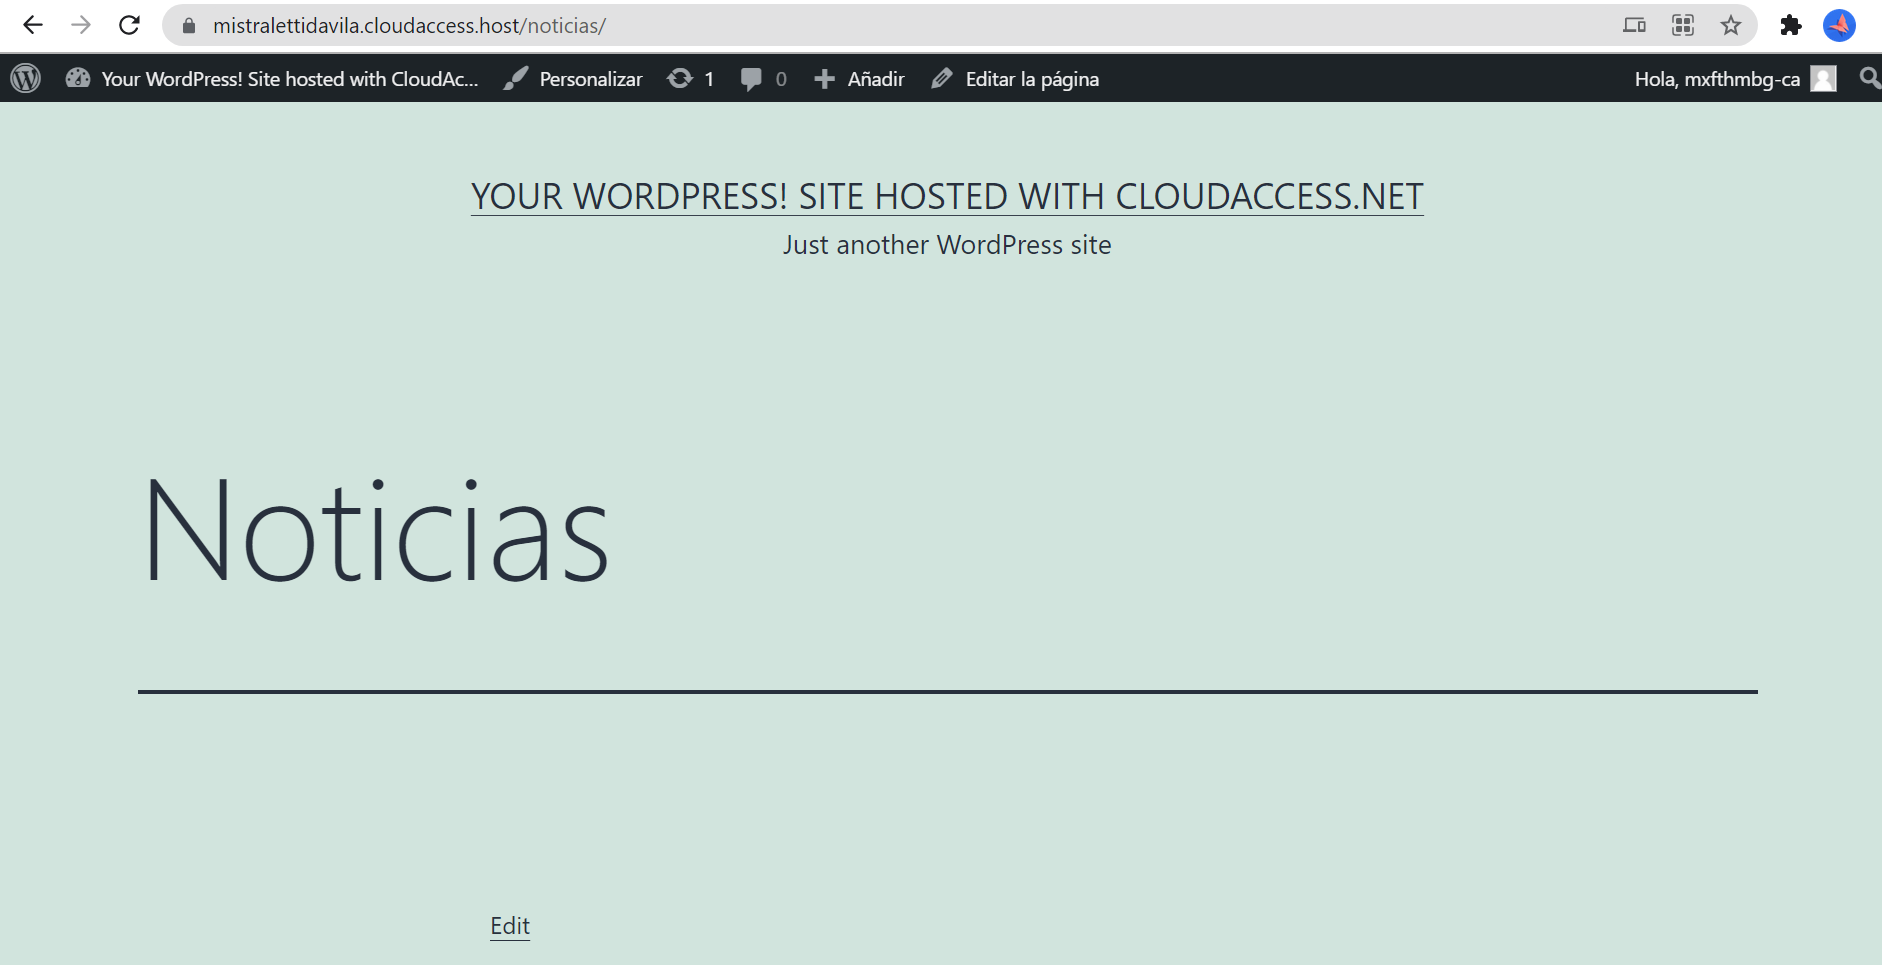 mistralettidavila.cloudaccess.host/noticias/
Your WordPress! Site hosted with CloudAc... Personalizar 1 0 Añadir Editar la página Hola, mxfthmbg-ca
YOUR WORDPRESS! SITE HOSTED WITH CLOUDACCESS.NET
Just another WordPress site
Noticias
Edit